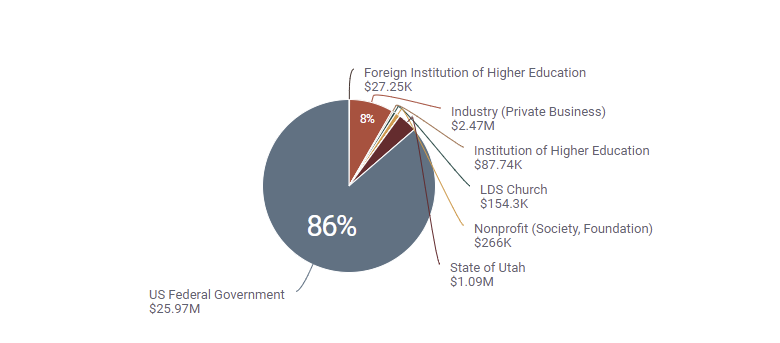 Foreign Institution of Higher Education
$27.25K
8%
Industry (Private Business)
$2.47M
Institution of Higher Education
$87.74K
LDS Church
$154.3K
86%
Nonprofit (Society, Foundation)
$266K
State of Utah
$1.09M
US Federal Government
$25.97M